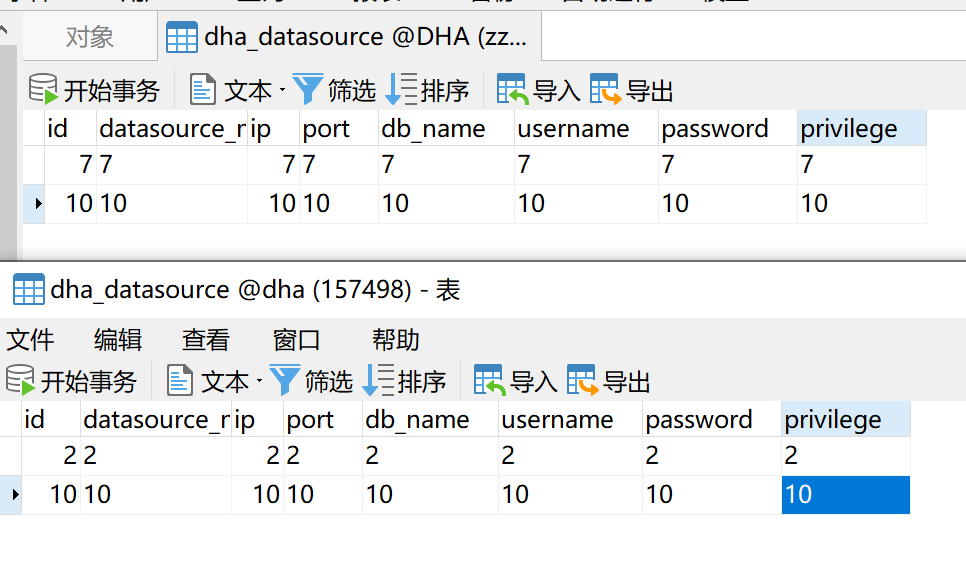 对象 dha_datasource @DHA (zz...
开始事务 文本 筛选 排序 导入 导出
id datasource_n ip port db_name username password privilege
7 7 7 7 7 7 7 7
10 10 10 10 10 10 10 10
dha_datasource @dha (157498) - 表
文件 编辑 查看 窗口 帮助
开始事务 文本 筛选 排序 导入 导出
id datasource_n ip port db_name username password privilege
2 2 2 2 2 2 2 2
10 10 10 10 10 10 10 10